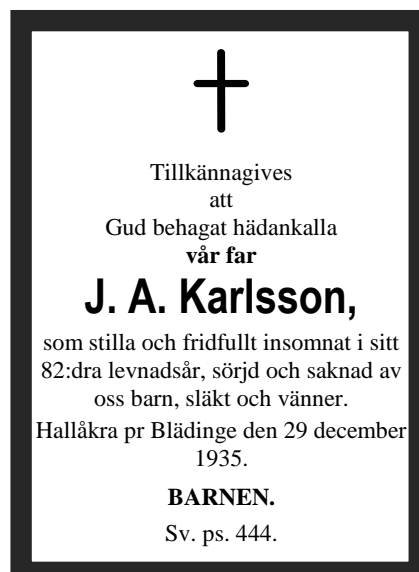 Tillkännagives
att
Gud behagat hädankalla
vår far
J. A. Karlsson,
som stilla och fridfullt insomnat i sitt
82:dra levnadsår, sörjd och saknad av
oss barn, släkt och vänner.
Hallåkra pr Blädinge den 29 december
1935.
BARNEN.
Sv. ps. 444.